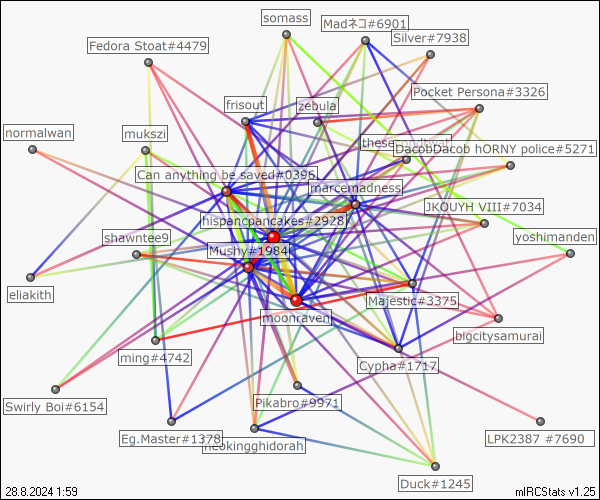 somass
Madネコ#6901
Silver#7938
Fedora Stoat#4479
Pocket Persona#3326
frisout
zebula
normalwan
mukszi
DacobDacob hORNY police#5271
Can anything be saved#0396
marcemadness
JKOUYH VIII#7034
hispancpancakes#2928
shawntee9
Mushy#1984
yoshimanden
eliakith
Majestic#3375
moonraven
bigcitysamurai
ming#4742
Cypha#1717
Pikabro#9971
Swirly Boi#6154
Eg.Master#1378
neokingghidorah
LPK2387 #7690
Duck#1245
28.8.2024 1:59
mIRCStats v1.25